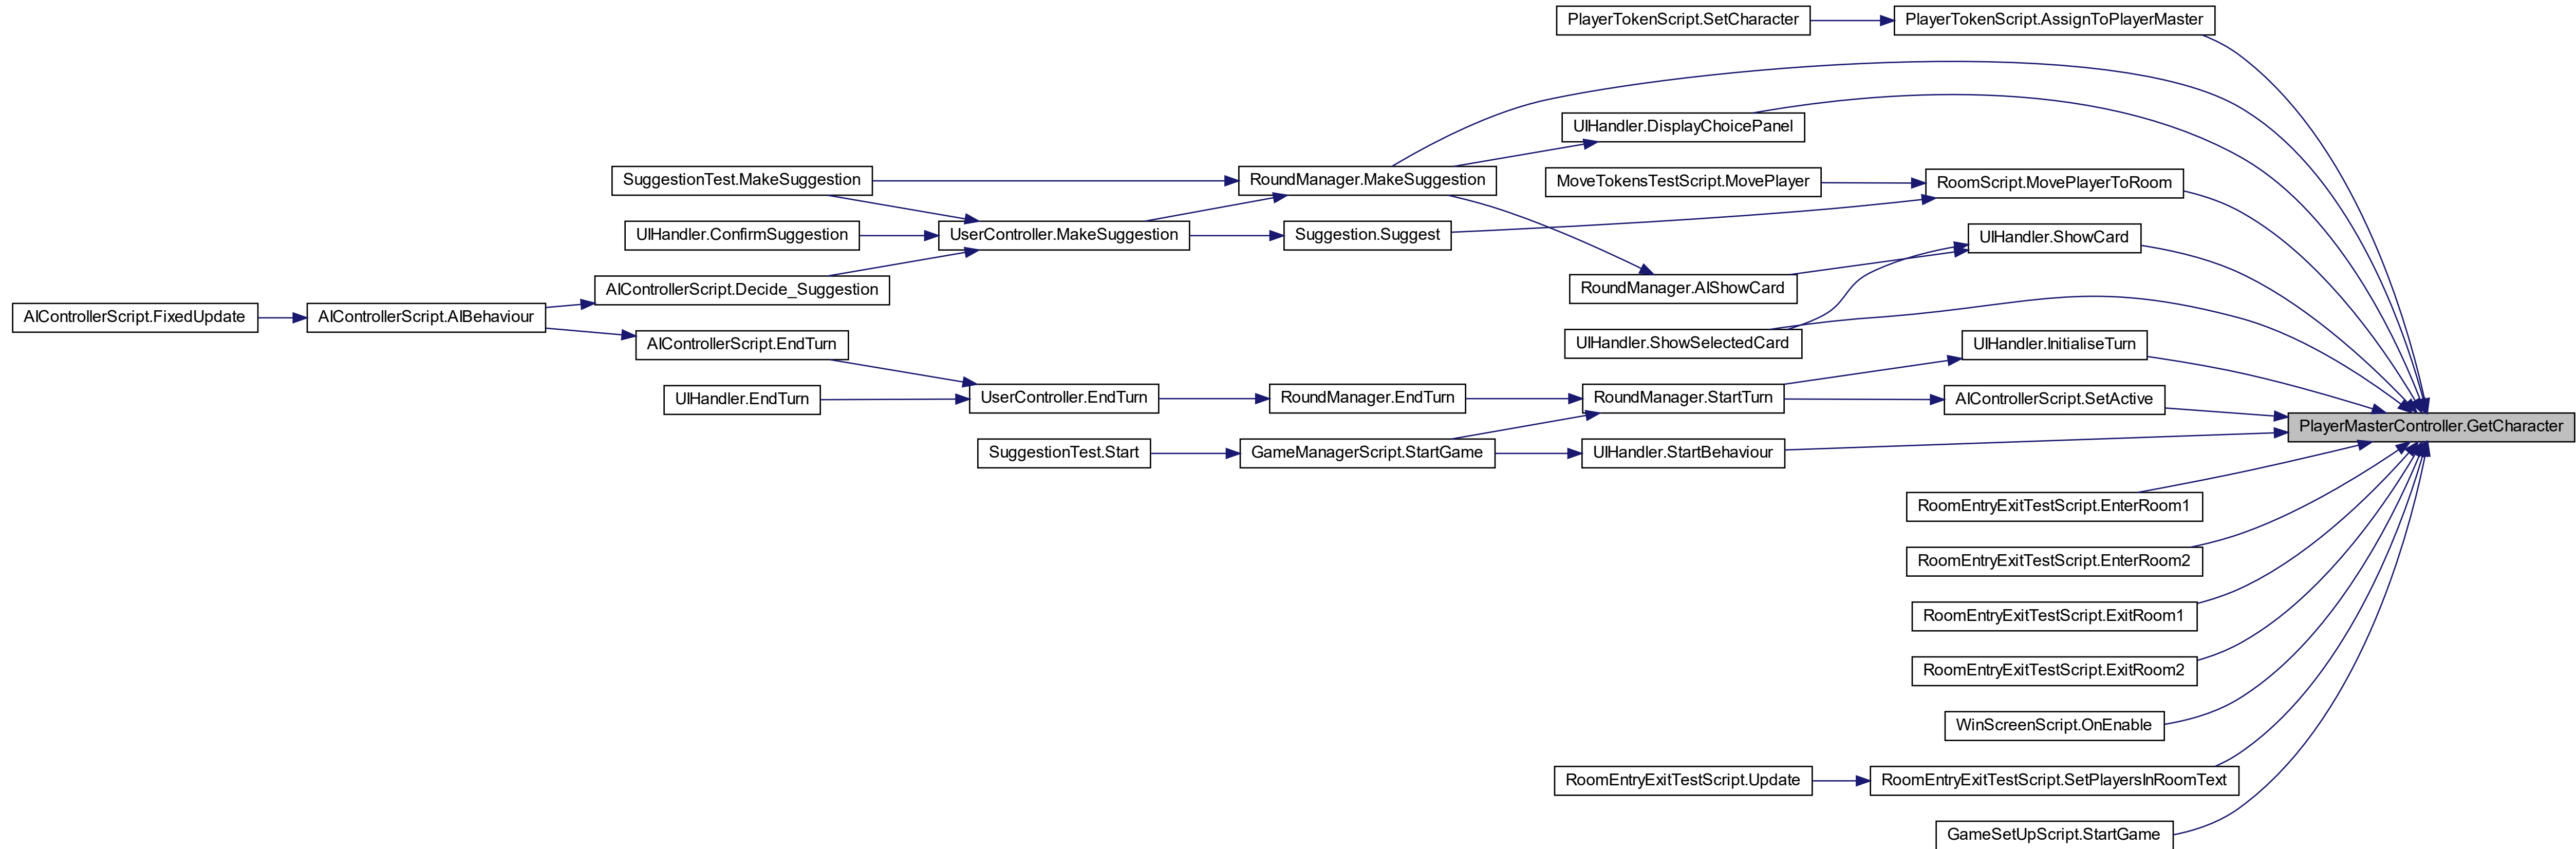 PlayerTokenScript.SetCharacter
PlayerTokenScript.AssignToPlayerMaster
UIHandler.DisplayChoicePanel
SuggestionTest.MakeSuggestion
RoundManager.MakeSuggestion
MoveTokensTestScript.MovePlayer
RoomScript.MovePlayerToRoom
UIHandler.ConfirmSuggestion
UserController.MakeSuggestion
Suggestion.Suggest
UIHandler.ShowCard
AIControllerScript.Decide_Suggestion
RoundManager.AIShowCard
AIControllerScript.FixedUpdate
AIControllerScript.AIBehaviour
AIControllerScript.EndTurn
UIHandler.ShowSelectedCard
UIHandler.InitialiseTurn
UIHandler.EndTurn
UserController.EndTurn
RoundManager.EndTurn
RoundManager.StartTurn
AIControllerScript.SetActive
PlayerMasterController.GetCharacter
SuggestionTest.Start
GameManagerScript.StartGame
UIHandler.StartBehaviour
RoomEntryExitTestScript.EnterRoom1
RoomEntryExitTestScript.EnterRoom2
RoomEntryExitTestScript.ExitRoom1
RoomEntryExitTestScript.ExitRoom2
WinScreenScript.OnEnable
RoomEntryExitTestScript.Update
RoomEntryExitTestScript.SetPlayersInRoomText
GameSetUpScript.StartGame